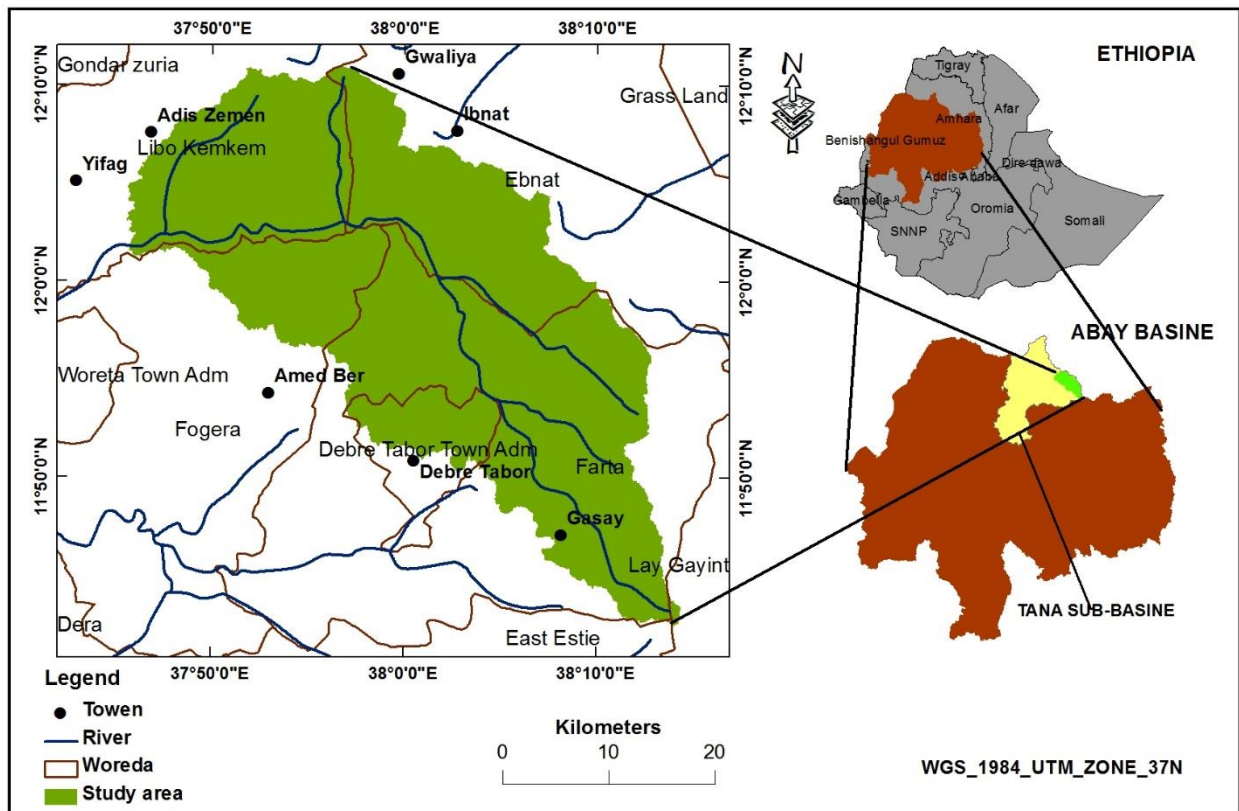 37°50'0"E
38°0'0"E
38°10'0"E
12°10'0"N
12°0'0"N
11°50'0"N
Gondar zuria
Gwaliya
Grass Land
Adis Zemen
Ibnat
Libo Kemkem
Yifag
Ebnat
Woreta Town Adm
Amed Ber
Fogera
Debre Tabor Town Adm
Debre Tabor
Farta
Gasay
Lay Gayint
Dera
East Estie
12°10'0"N
12°0'0"N
11°50'0"N
37°50'0"E
38°0'0"E
38°10'0"E
ETHIOPIA
N
Tigray
Afar
Amhara
Benishangul Gumuz
Dire dawa
Addis Ababa
Gambella
Oromia
SNNP
Somali
ABAY BASINE
TANA SUB-BASINE
Legend
Towen
River
Woreda
Study area
Kilometers
0 10 20
WGS_1984_UTM_ZONE_37N